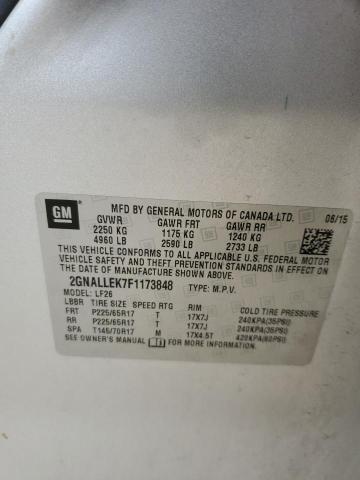 GM
MFD BY GENERAL MOTORS OF CANADA LTD. 06/15
GVWR GAWR FRT GAWR RR
2250 KG 1175 KG 1240 KG
4960 LB 2590 LB 2733 LB
THIS VEHICLE CONFORMS TO ALL APPLICABLE U.S. FEDERAL MOTOR
VEHICLE SAFETY AND THEFT PREVENTION STANDARDS IN EFFECT ON
THE DATE OF MANUFACTURE SHOWN ABOVE.
2GNALLEK7F1173848 TYPE: M.P.V.
MODEL: LF26
LBBR TIRE SIZE SPEED RTG RIM COLD TIRE PRESSURE
FRT P225/65R17 T 17X7J 240KPA(35PSI)
RR P225/65R17 T 17X7J 240KPA(35PSI)
SPA T145/70R17 M 17X4.5T 420KPA(60PSI)
SEE OWNER'S MANUAL FOR ADDITIONAL INFORMATION